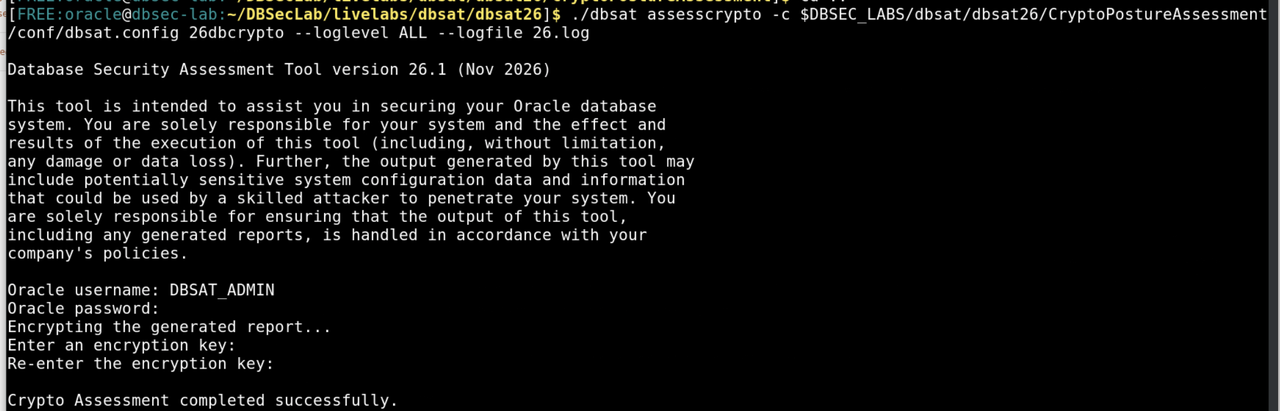 [FREE:oracle@dbsec-lab:~/DBSecLab/livelabs/dbsat/dbsat26]$ ./dbsat assesscrypto -c $DBSEC_LABS/dbsat/dbsat26/CryptoPostureAssessment
/conf/dbsat.config 26dbcrypto --loglevel ALL --logfile 26.log
Database Security Assessment Tool version 26.1 (Nov 2026)
This tool is intended to assist you in securing your Oracle database
system. You are solely responsible for your system and the effect and
results of the execution of this tool (including, without limitation,
any damage or data loss). Further, the output generated by this tool may
include potentially sensitive system configuration data and information
that could be used by a skilled attacker to penetrate your system. You
are solely responsible for ensuring that the output of this tool,
including any generated reports, is handled in accordance with your
company's policies.
Oracle username: DBSAT_ADMIN
Oracle password:
Encrypting the generated report...
Enter an encryption key:
Re-enter the encryption key:
Crypto Assessment completed successfully.